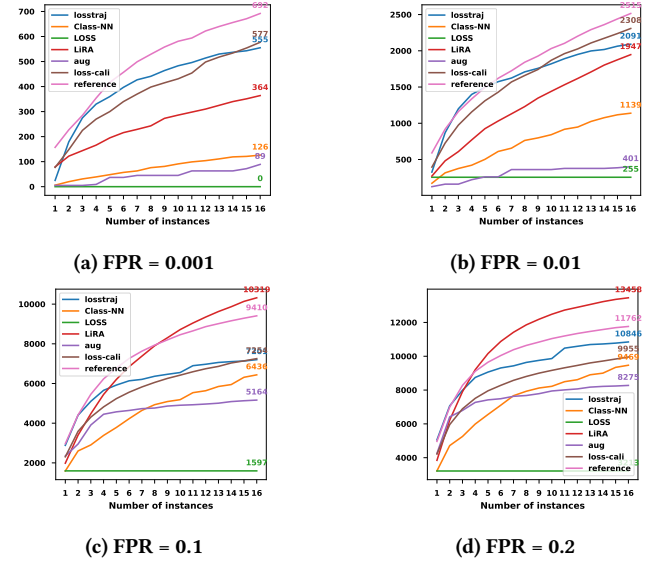 700
600
500
400
300
200
100
0
losstraj
Class-NN
LOSS
LiRA
aug
loss-cali
reference
692
577
555
364
126
89
0
1 2 3 4 5 6 7 8 9 10 11 12 13 14 15 16
Number of instances
(a) FPR = 0.001
2500
2000
1500
1000
500
losstraj
Class-NN
LOSS
LiRA
aug
loss-cali
reference
2515
2308
2091
1947
1139
401
255
1 2 3 4 5 6 7 8 9 10 11 12 13 14 15 16
Number of instances
(b) FPR = 0.01
10000
8000
6000
4000
2000
losstraj
Class-NN
LOSS
LiRA
aug
loss-cali
reference
10319
9410
6430
5164
1597
1 2 3 4 5 6 7 8 9 10 11 12 13 14 15 16
Number of instances
(c) FPR = 0.1
12000
10000
8000
6000
4000
losstraj
Class-NN
LOSS
LiRA
aug
loss-cali
reference
13458
11762
10845
9955
8275
1 2 3 4 5 6 7 8 9 10 11 12 13 14 15 16
Number of instances
(d) FPR = 0.2